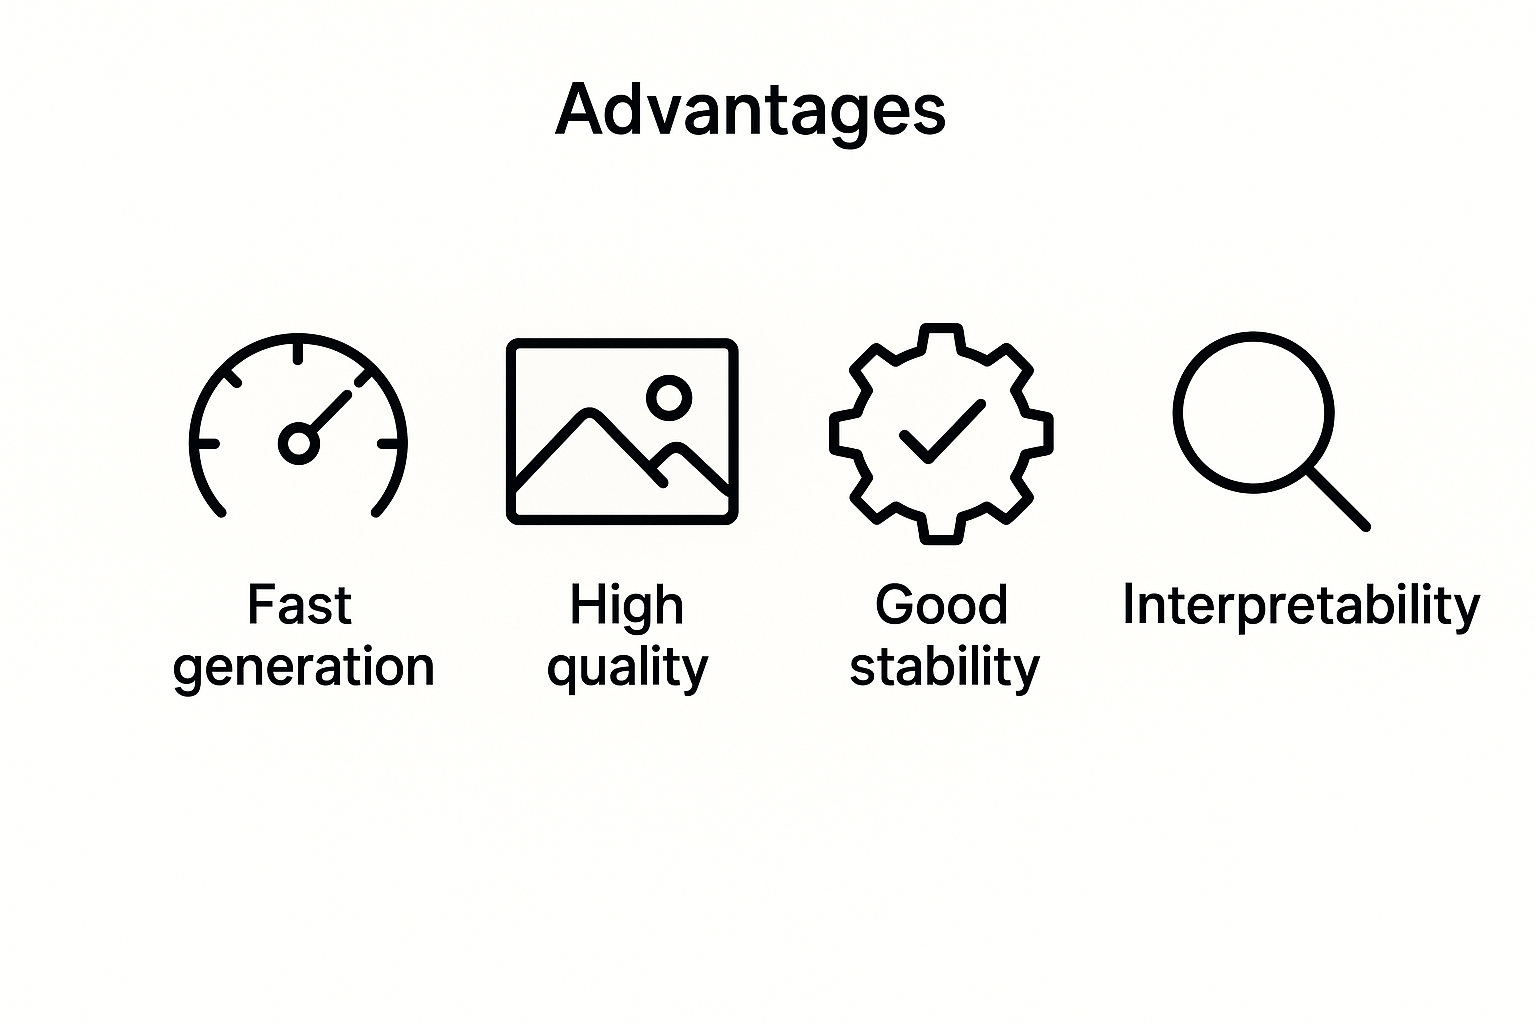 Advantages
Fast
generation
High
quality
Good
stability
Interpretability